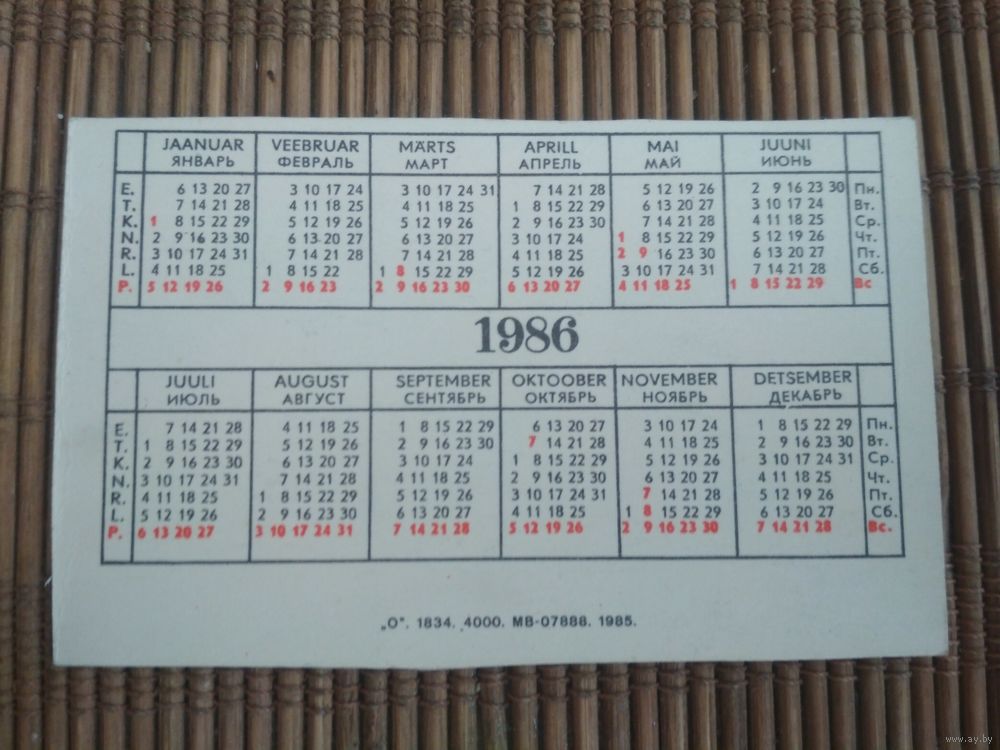 JAANUAR VEEBRUAR MÄRTS APRILL MAI JUUNI
ЯНВАРЬ ФЕВРАЛЬ МАРТ АПРЕЛЬ МАЙ ИЮНЬ
E. 6 13 20 27 3 10 17 24 3 10 17 24 31 7 14 21 28 5 12 19 26 2 9 16 23 30 Пн.
T. 7 14 21 28 4 11 18 25 4 11 18 25 1 8 15 22 29 6 13 20 27 3 10 17 24 Вт.
K. 1 8 15 22 29 5 12 19 26 5 12 19 26 2 9 16 23 30 7 14 21 28 4 11 18 25 Ср.
N. 2 9 16 23 30 6 13 20 27 6 13 20 27 3 10 17 24 1 8 15 22 29 5 12 19 26 Чт.
R. 3 10 17 24 31 7 14 21 28 7 14 21 28 4 11 18 25 2 9 16 23 30 6 13 20 27 Пт.
L. 4 11 18 25 1 8 15 22 1 8 15 22 29 5 12 19 26 3 10 17 24 31 7 14 21 28 Сб.
P. 5 12 19 26 2 9 16 23 2 9 16 23 30 6 13 20 27 4 11 18 25 1 8 15 22 29 Вс
1986
JUULI AUGUST SEPTEMBER OKTOOBER NOVEMBER DETSEMBER
ИЮЛЬ АВГУСТ СЕНТЯБРЬ ОКТЯБРЬ НОЯБРЬ ДЕКАБРЬ
E. 7 14 21 28 4 11 18 25 1 8 15 22 29 6 13 20 27 3 10 17 24 1 8 15 22 29 Пн.
T. 1 8 15 22 29 5 12 19 26 2 9 16 23 30 7 14 21 28 4 11 18 25 2 9 16 23 30 Вт.
K. 2 9 16 23 30 6 13 20 27 3 10 17 24 1 8 15 22 29 5 12 19 26 3 10 17 24 31 Ср.
N. 3 10 17 24 31 7 14 21 28 4 11 18 25 2 9 16 23 30 6 13 20 27 4 11 18 25 Чт.
R. 4 11 18 25 1 8 15 22 29 5 12 19 26 3 10 17 24 31 7 14 21 28 5 12 19 26 Пт.
L. 5 12 19 26 2 9 16 23 30 6 13 20 27 4 11 18 25 1 8 15 22 29 6 13 20 27 Сб.
P. 6 13 20 27 3 10 17 24 31 7 14 21 28 5 12 19 26 2 9 16 23 30 7 14 21 28 Вс.
„O". 1834. 4000. MB-07888. 1985.
www.ay.by